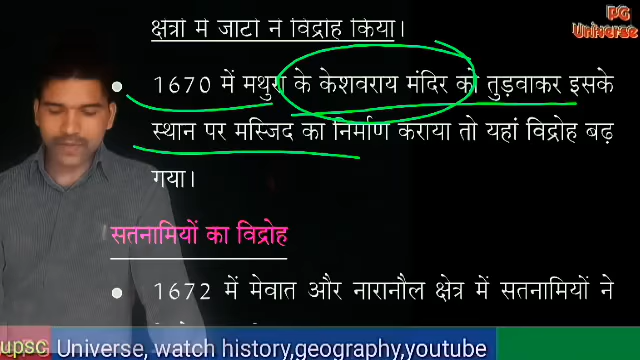 PG
Universe
क्षेत्रों में जाटों ने विद्रोह किया।
1670 में मथुरा के केशवराय मंदिर को तुड़वाकर इसके
स्थान पर मस्जिद का निर्माण कराया तो यहां विद्रोह बढ़
गया।
सतनामियों का विद्रोह
1672 में मेवात और नारानौल क्षेत्र में सतनामियों ने
upsc Universe, watch history,geography,youtube